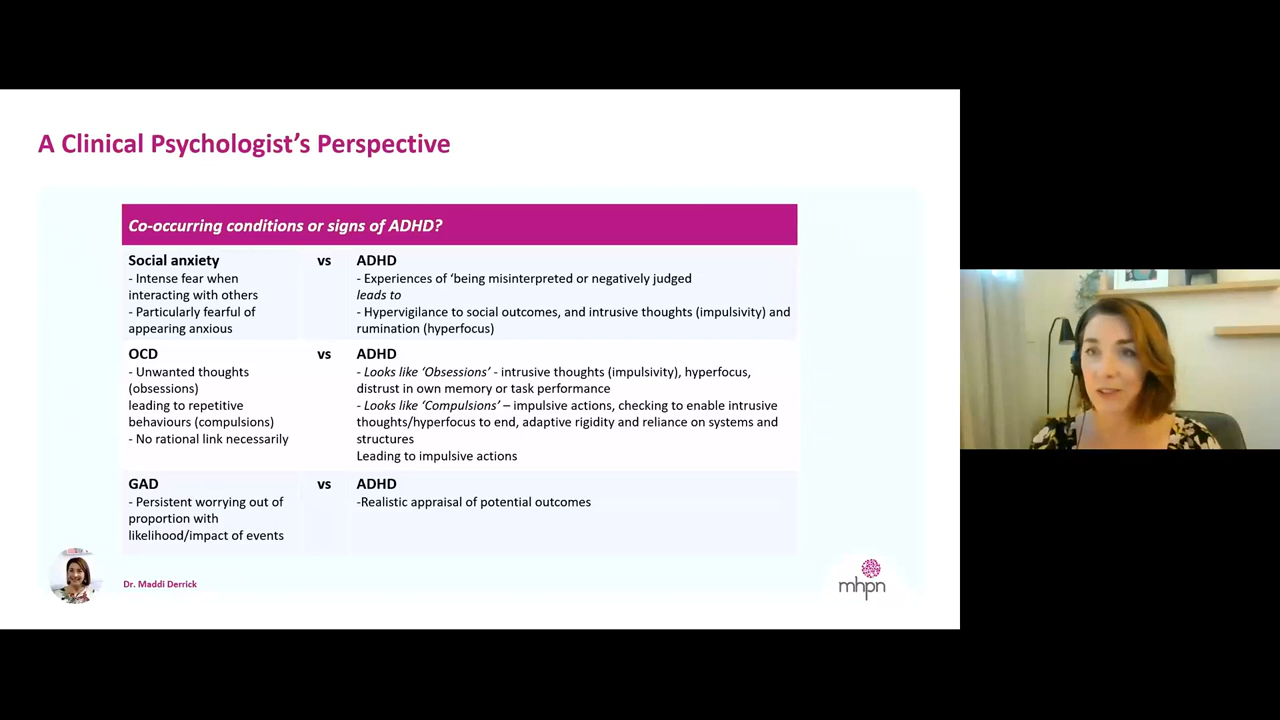 A Clinical Psychologist's Perspective
Co-occurring conditions or signs of ADHD?
Social anxiety
- Intense fear when
interacting with others
- Particularly fearful of
appearing anxious
vs
ADHD
- Experiences of ‘being misinterpreted or negatively judged
leads to
- Hypervigilance to social outcomes, and intrusive thoughts (impulsivity) and
rumination (hyperfocus)
OCD
- Unwanted thoughts
(obsessions)
leading to repetitive
behaviours (compulsions)
- No rational link necessarily
vs
ADHD
- Looks like ‘Obsessions’ - intrusive thoughts (impulsivity), hyperfocus,
distrust in own memory or task performance
- Looks like ‘Compulsions’ – impulsive actions, checking to enable intrusive
thoughts/hyperfocus to end, adaptive rigidity and reliance on systems and
structures
Leading to impulsive actions
GAD
- Persistent worrying out of
proportion with
likelihood/impact of events
vs
ADHD
-Realistic appraisal of potential outcomes
Dr. Maddi Derrick
mhpn